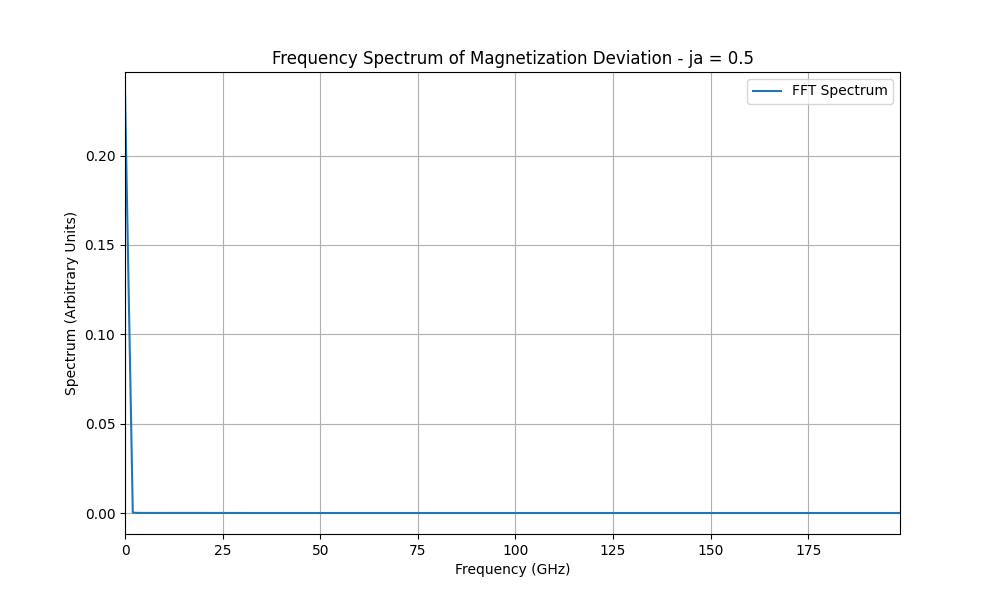 Frequency Spectrum of Magnetization Deviation - ja = 0.5
FFT Spectrum
Spectrum (Arbitrary Units)
0.20
0.15
0.10
0.05
0.00
0 25 50 75 100 125 150 175
Frequency (GHz)